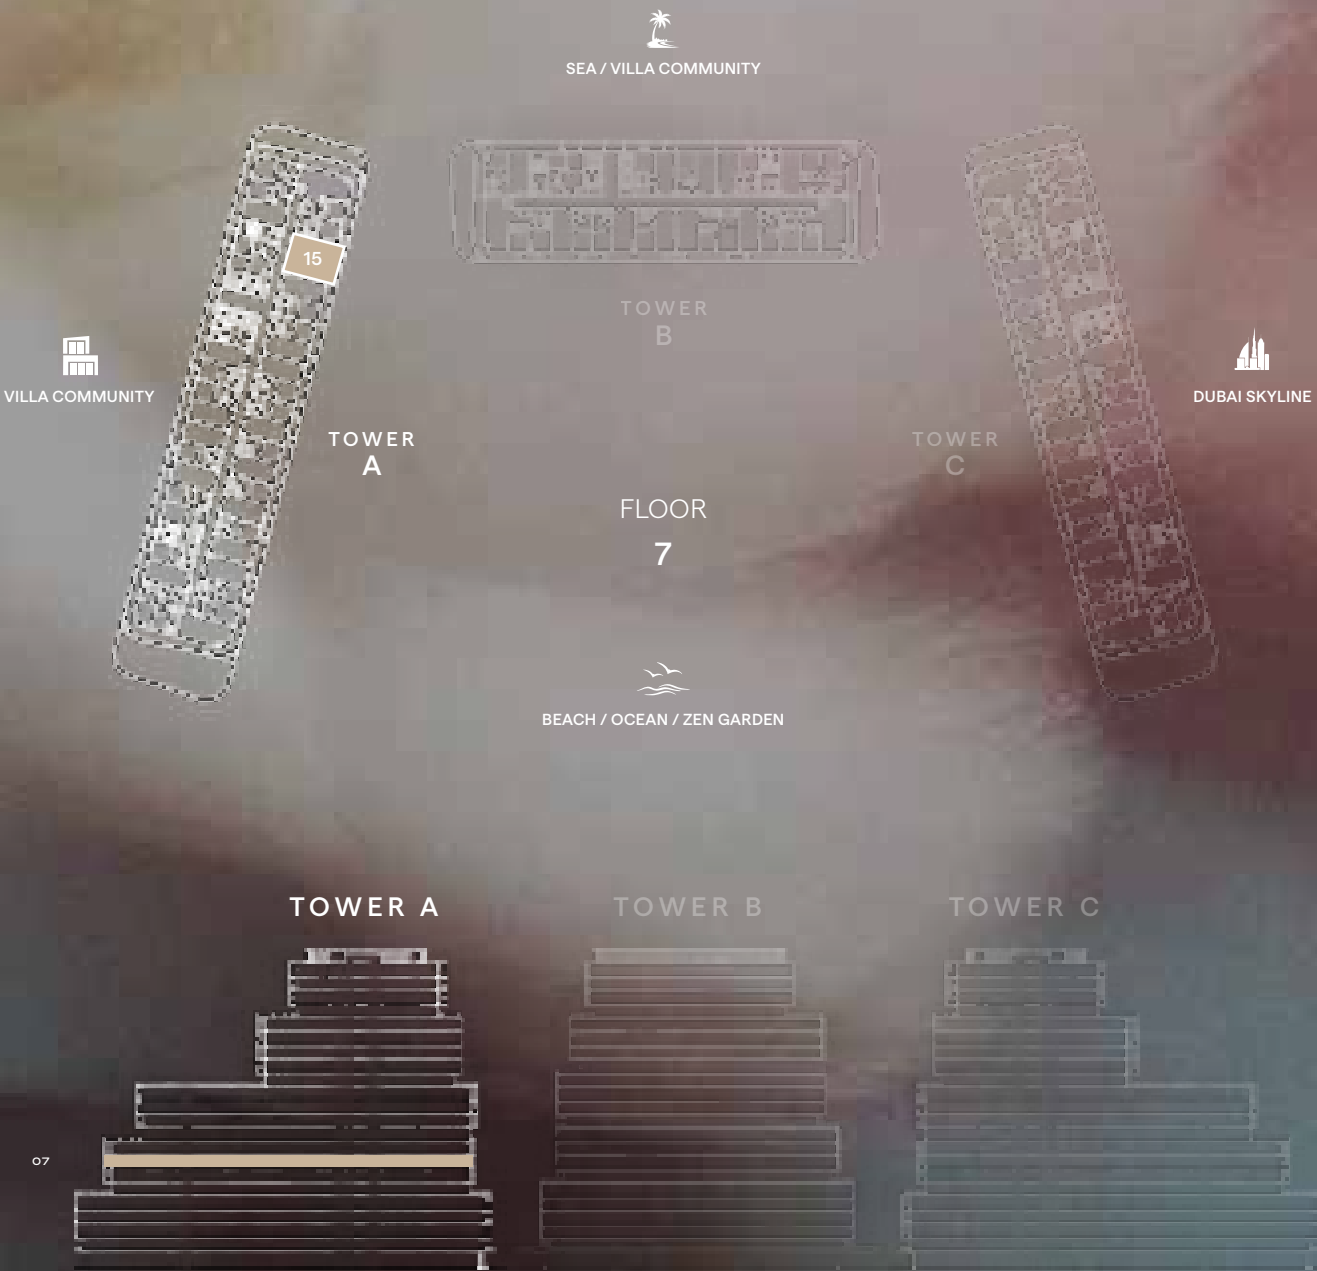 SEA / VILLA COMMUNITY
15
TOWER
B
VILLA COMMUNITY
DUBAI SKYLINE
TOWER
A
TOWER
C
FLOOR
7
BEACH / OCEAN / ZEN GARDEN
TOWER A
TOWER B
TOWER C
07